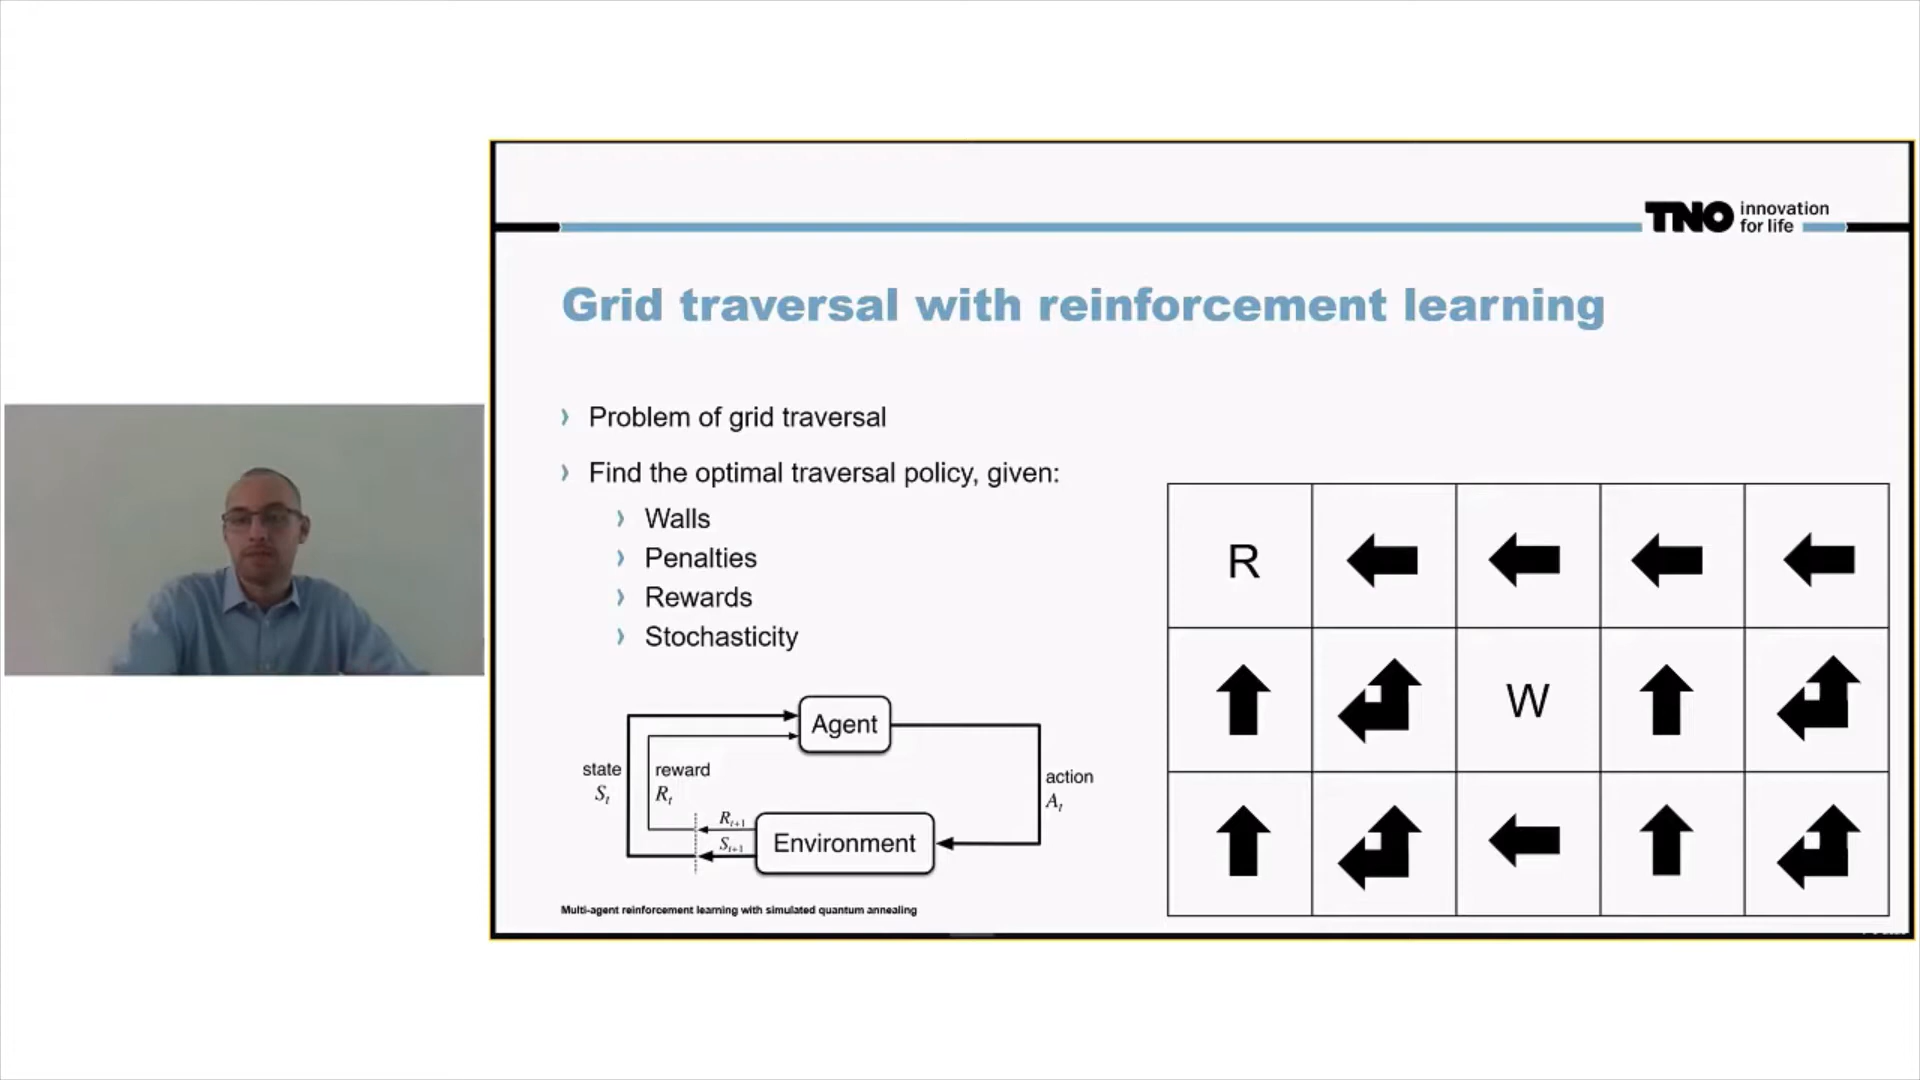 TNO innovation
for life
Grid traversal with reinforcement learning
Problem of grid traversal
Find the optimal traversal policy, given:
Walls
Penalties
Rewards
Stochasticity
Agent
state
S_t
reward
R_t
action
A_t
R_{t+1}
S_{t+1}
Environment
R
W
Multi-agent reinforcement learning with simulated quantum annealing